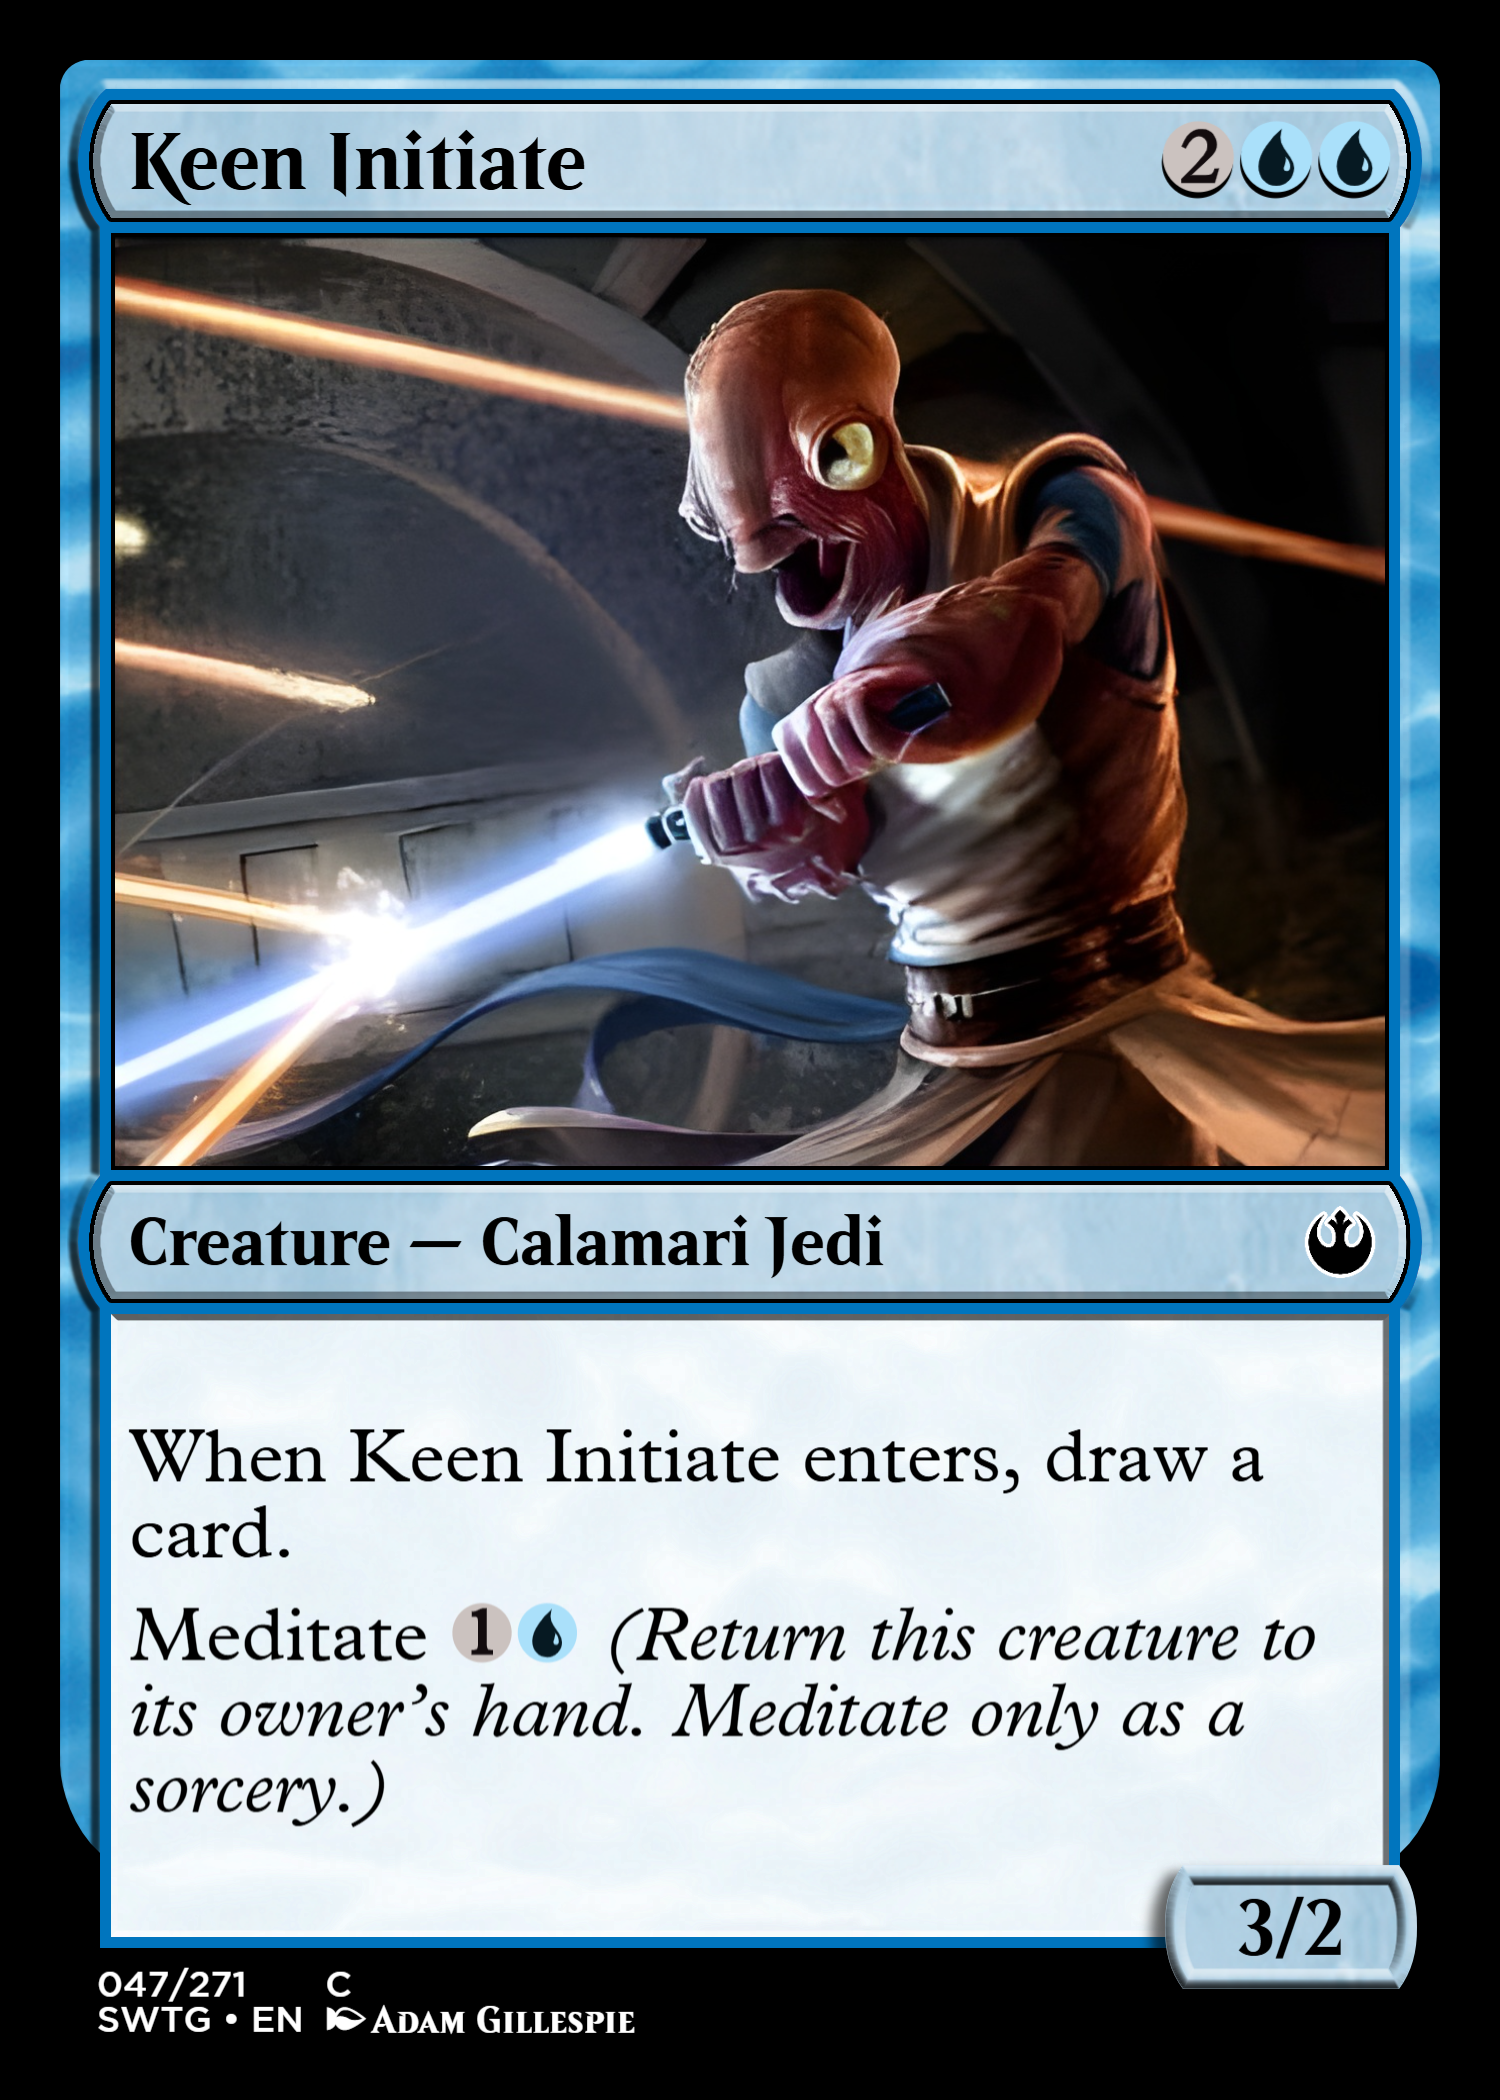 Keen Initiate 2
Creature — Calamari Jedi
When Keen Initiate enters, draw a
card.
Meditate 1 (Return this creature to
its owner's hand. Meditate only as a
sorcery.)
3/2
047/271 C
SWTG • EN Adam Gillespie